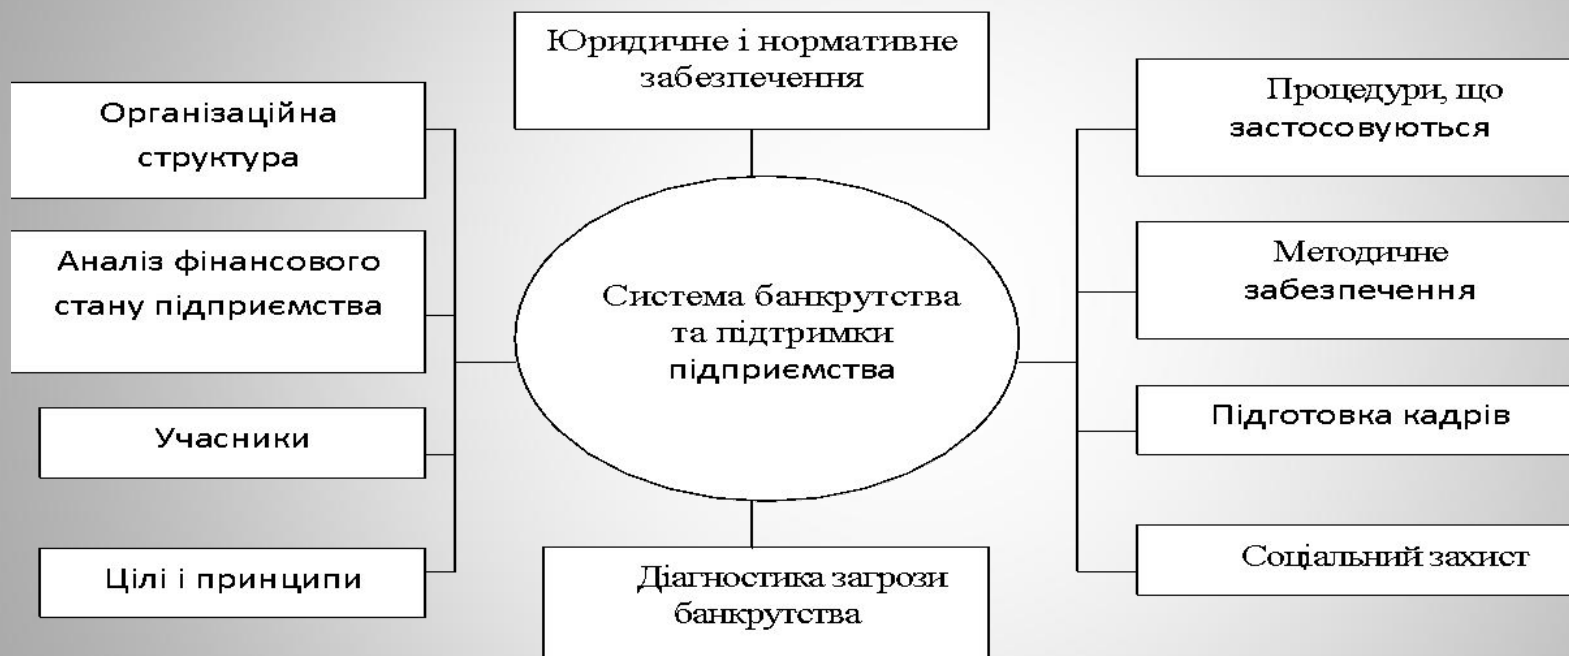 Юридичне і нормативне
забезпечення
Організаційна
структура
Аналіз фінансового
стану підприємства
Учасники
Цілі і принципи
Система банкрутства
та підтримки
підприємства
Процедури, що
застосовуються
Методичне
забезпечення
Підготовка кадрів
Соціальний захист
Діагностика загрози
банкрутства